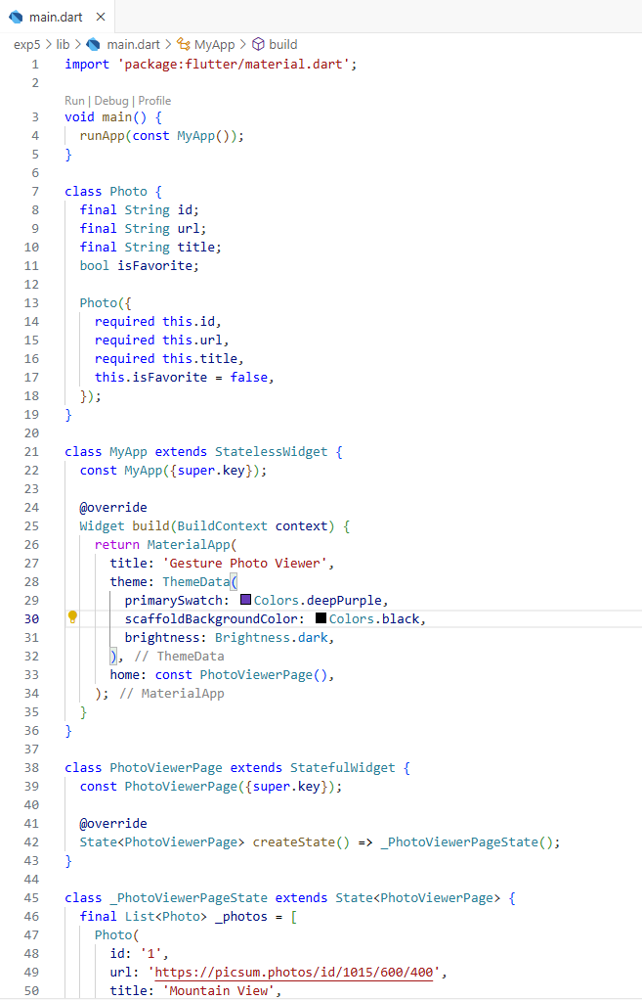 main.dart ×
exp5 > lib > main.dart > MyApp > build
1 import 'package:flutter/material.dart';
2
Run | Debug | Profile
3 void main() {
4   runApp(const MyApp());
5 }
6
7 class Photo {
8   final String id;
9   final String url;
10   final String title;
11   bool isFavorite;
12
13   Photo({
14     required this.id,
15     required this.url,
16     required this.title,
17     this.isFavorite = false,
18   });
19 }
20
21 class MyApp extends StatelessWidget {
22   const MyApp({super.key});
23
24   @override
25   Widget build(BuildContext context) {
26     return MaterialApp(
27       title: 'Gesture Photo Viewer',
28       theme: ThemeData(
29         primarySwatch: Colors.deepPurple,
30         scaffoldBackgroundColor: Colors.black,
31         brightness: Brightness.dark,
32       ), // ThemeData
33       home: const PhotoViewerPage(),
34     ); // MaterialApp
35   }
36 }
37
38 class PhotoViewerPage extends StatefulWidget {
39   const PhotoViewerPage({super.key});
40
41   @override
42   State<PhotoViewerPage> createState() => _PhotoViewerPageState();
43 }
44
45 class _PhotoViewerPageState extends State<PhotoViewerPage> {
46   final List<Photo> _photos = [
47     Photo(
48       id: '1',
49       url: 'https://picsum.photos/id/1015/600/400',
50       title: 'Mountain View',